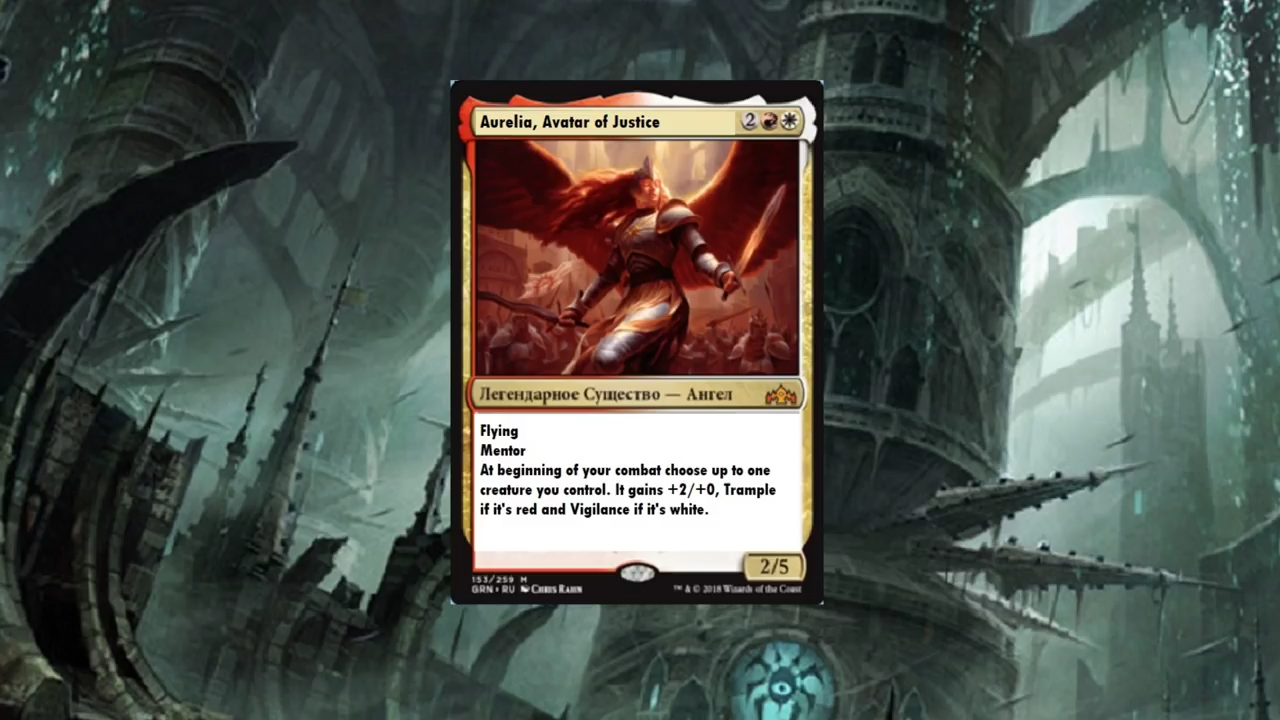 Aurelia, Avatar of Justice 2
Легендарное Существо — Ангел
Flying
Mentor
At beginning of your combat choose up to one
creature you control. It gains +2/+0, Trample
if it's red and Vigilance if it's white.
2/5
153/259 M
GRN • RU Chris Rahn ™ & © 2018 Wizards of the Coast